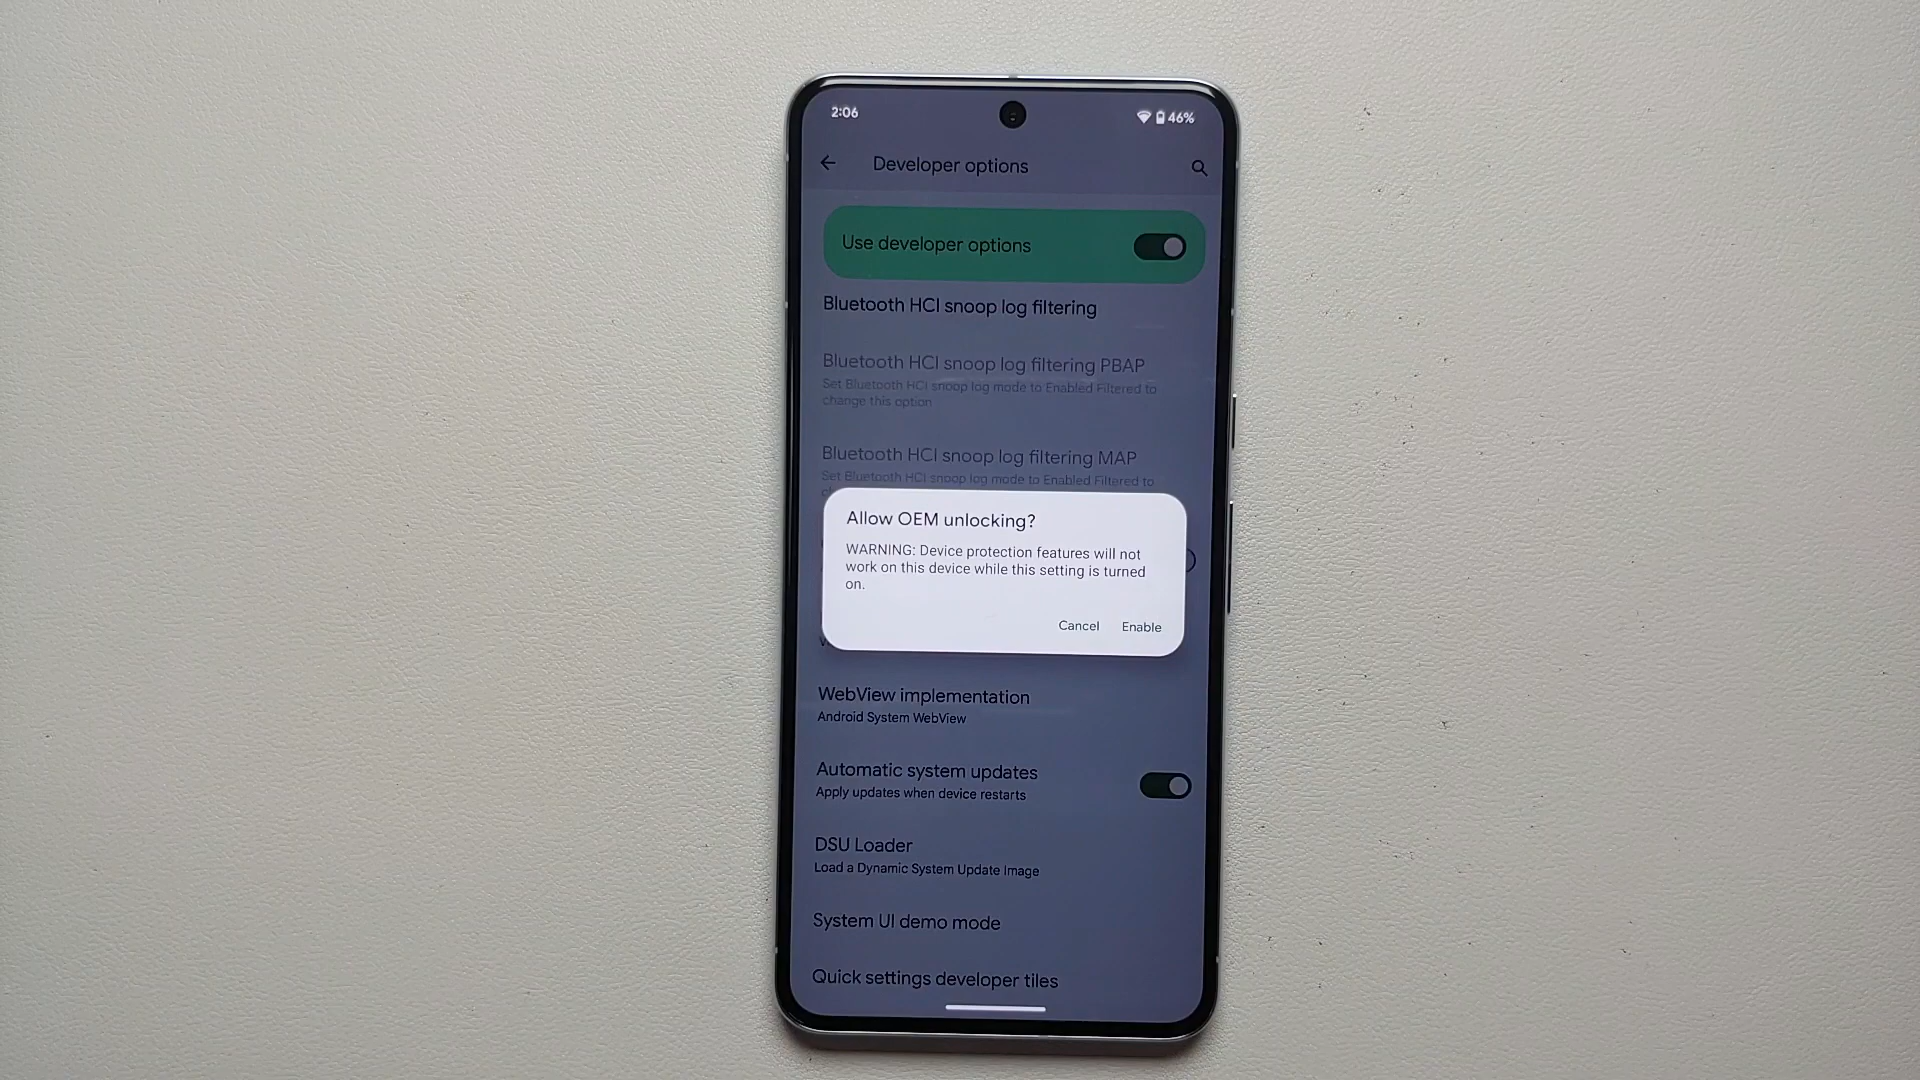 2:06
46%
Developer options
Use developer options
Bluetooth HCI snoop log filtering
Bluetooth HCI snoop log filtering PBAP
Set Bluetooth HCI snoop log mode to Enabled Filtered to
change this option
Bluetooth HCI snoop log filtering MAP
Set Bluetooth HCI snoop log mode to Enabled Filtered to
Allow OEM unlocking?
WARNING: Device protection features will not
work on this device while this setting is turned
on.
Cancel Enable
WebView implementation
Android System WebView
Automatic system updates
Apply updates when device restarts
DSU Loader
Load a Dynamic System Update Image
System UI demo mode
Quick settings developer tiles